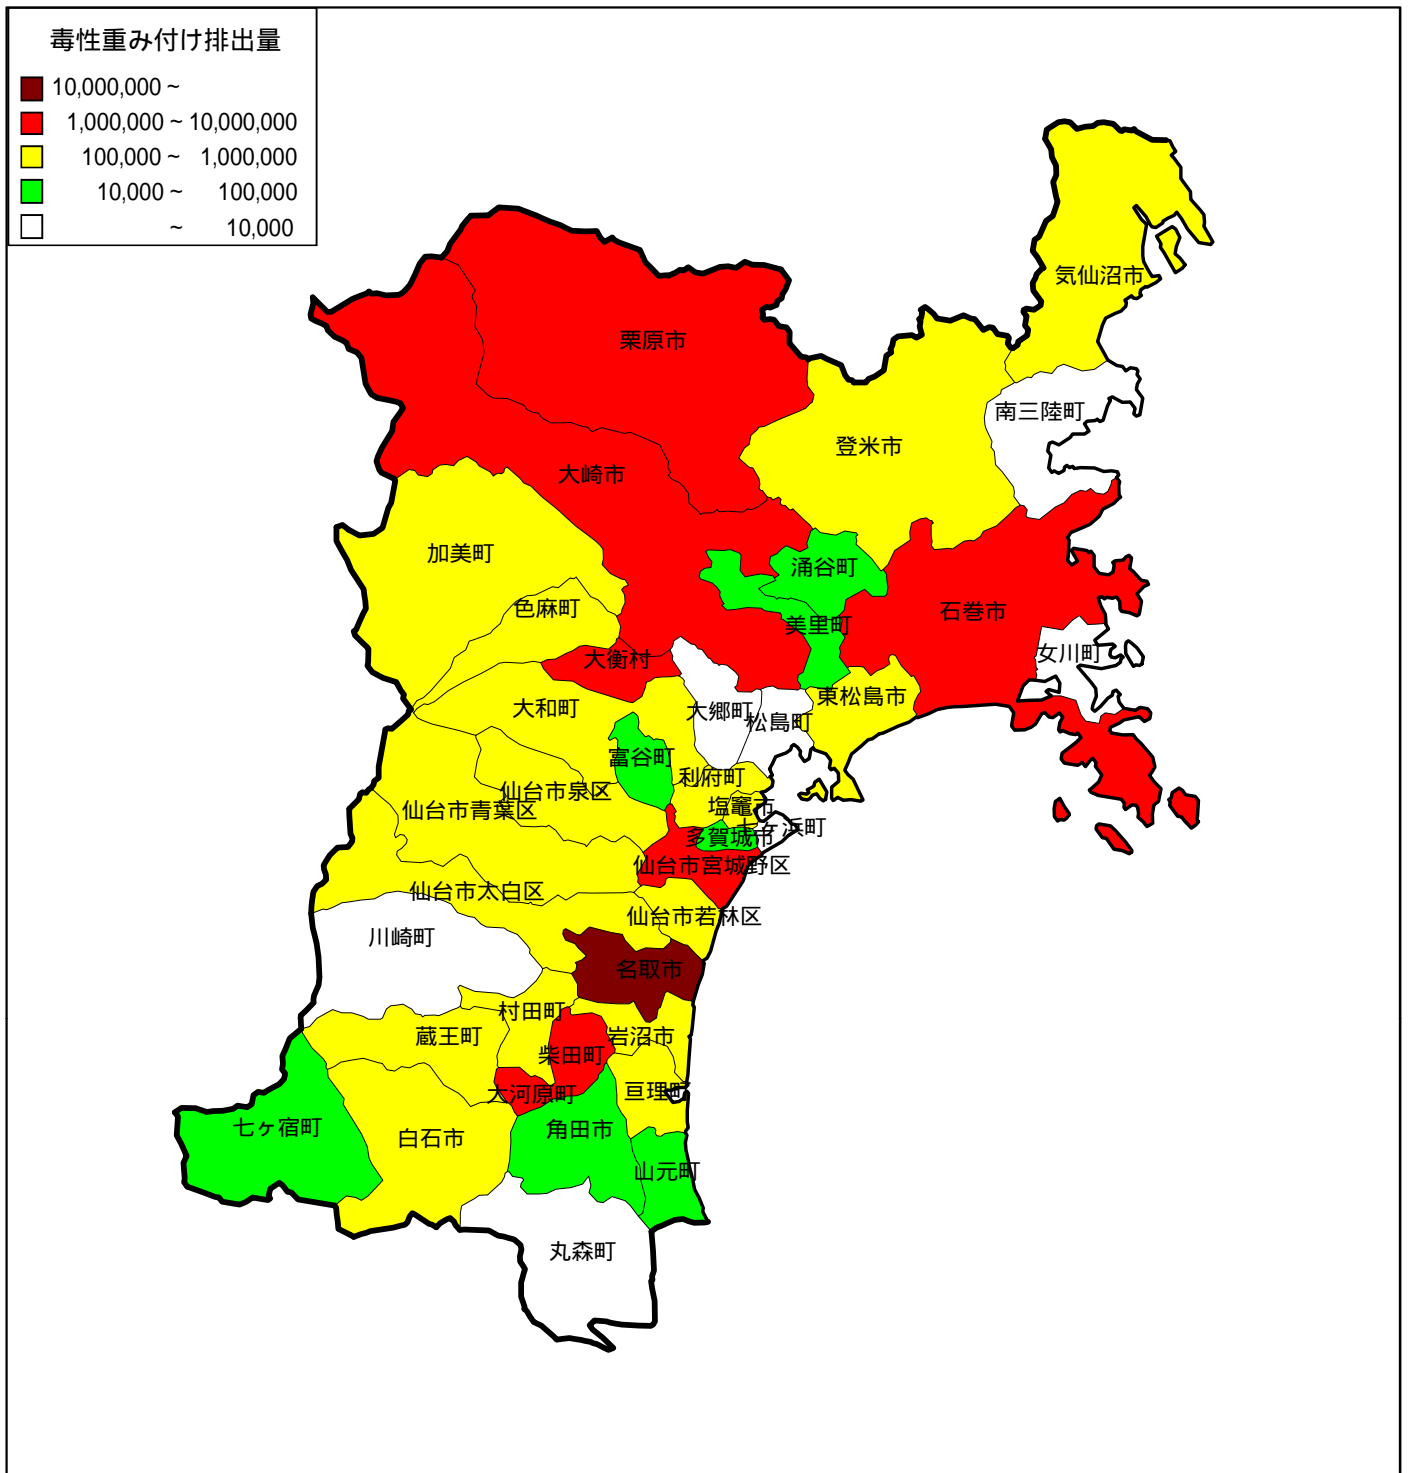 毒性重み付け排出量
10,000,000 ~
1,000,000 ~ 10,000,000
100,000 ~ 1,000,000
10,000 ~ 100,000
~ 10,000
気仙沼市
栗原市
南三陸町
登米市
大崎市
加美町
涌谷町
色麻町
石巻市
美里町
女川町
大衡村
東松島市
大和町
大郷町
松島町
富谷町
利府町
仙台市泉区
仙台市青葉区
塩竈市
七ヶ浜町
多賀城市
仙台市宮城野区
仙台市太白区
仙台市若林区
川崎町
名取市
村田町
蔵王町
岩沼市
柴田町
大河原町
亘理町
七ヶ宿町
白石市
角田市
山元町
丸森町